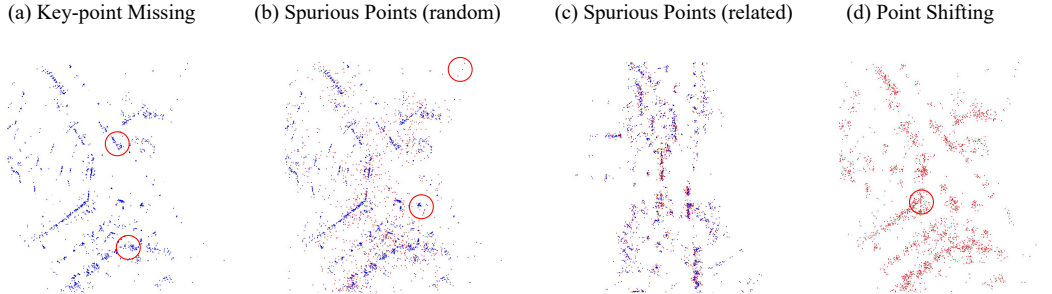 (a) Key-point Missing
(b) Spurious Points (random)
(c) Spurious Points (related)
(d) Point Shifting